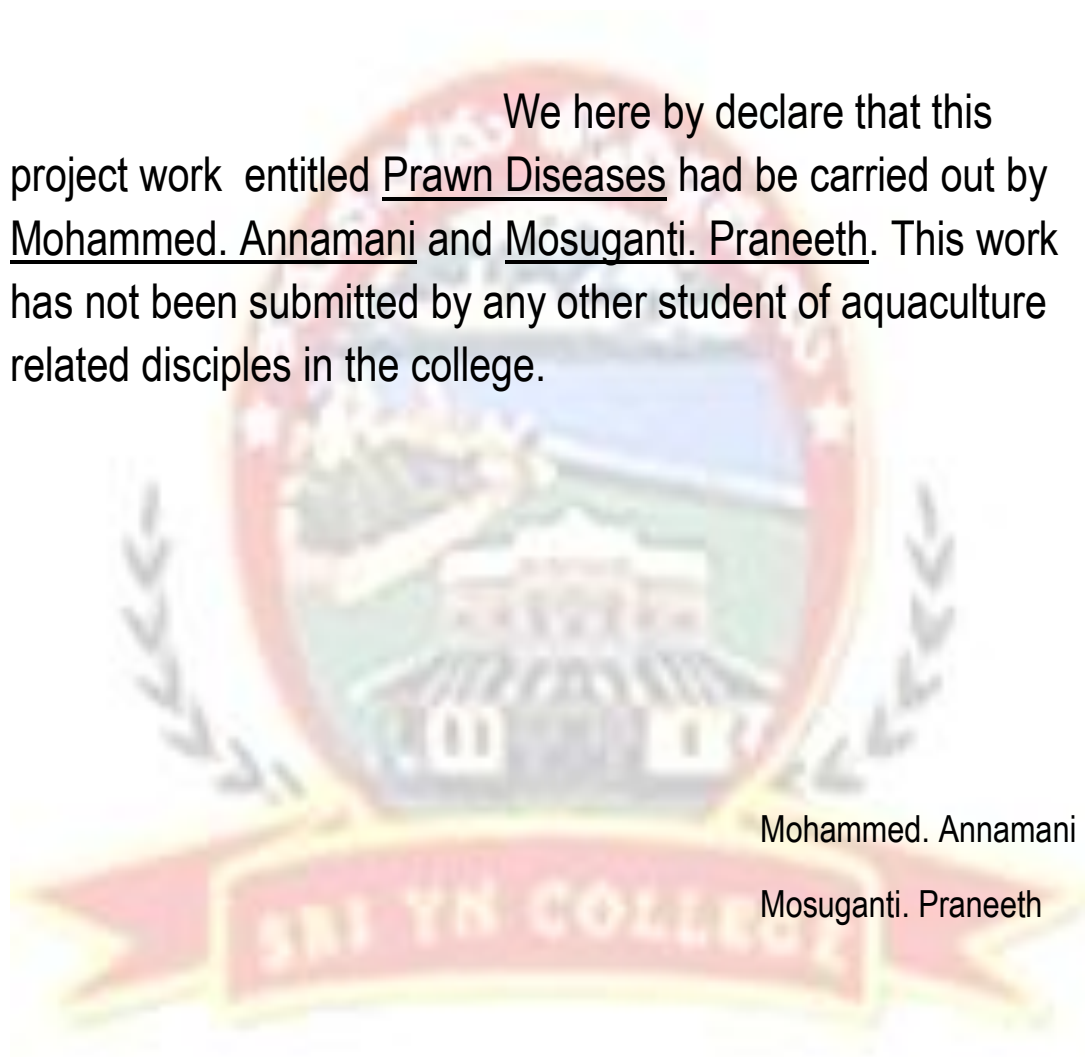 We here by declare that this
project work entitled Prawn Diseases had be carried out by
Mohammed. Annamani and Mosuganti. Praneeth. This work
has not been submitted by any other student of aquaculture
related disciples in the college.
Mohammed. Annamani
Mosuganti. Praneeth
SRI YN COLLEGE